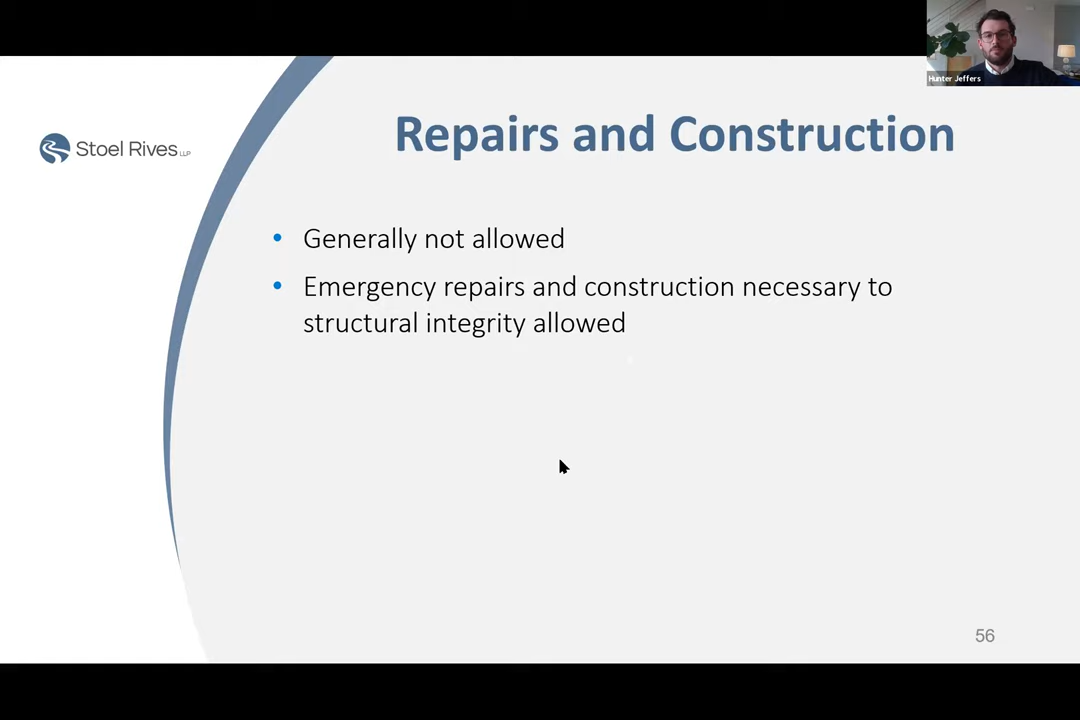 Hunter Jeffers
Stoel Rives LLP
Repairs and Construction
• Generally not allowed
• Emergency repairs and construction necessary to
structural integrity allowed
56